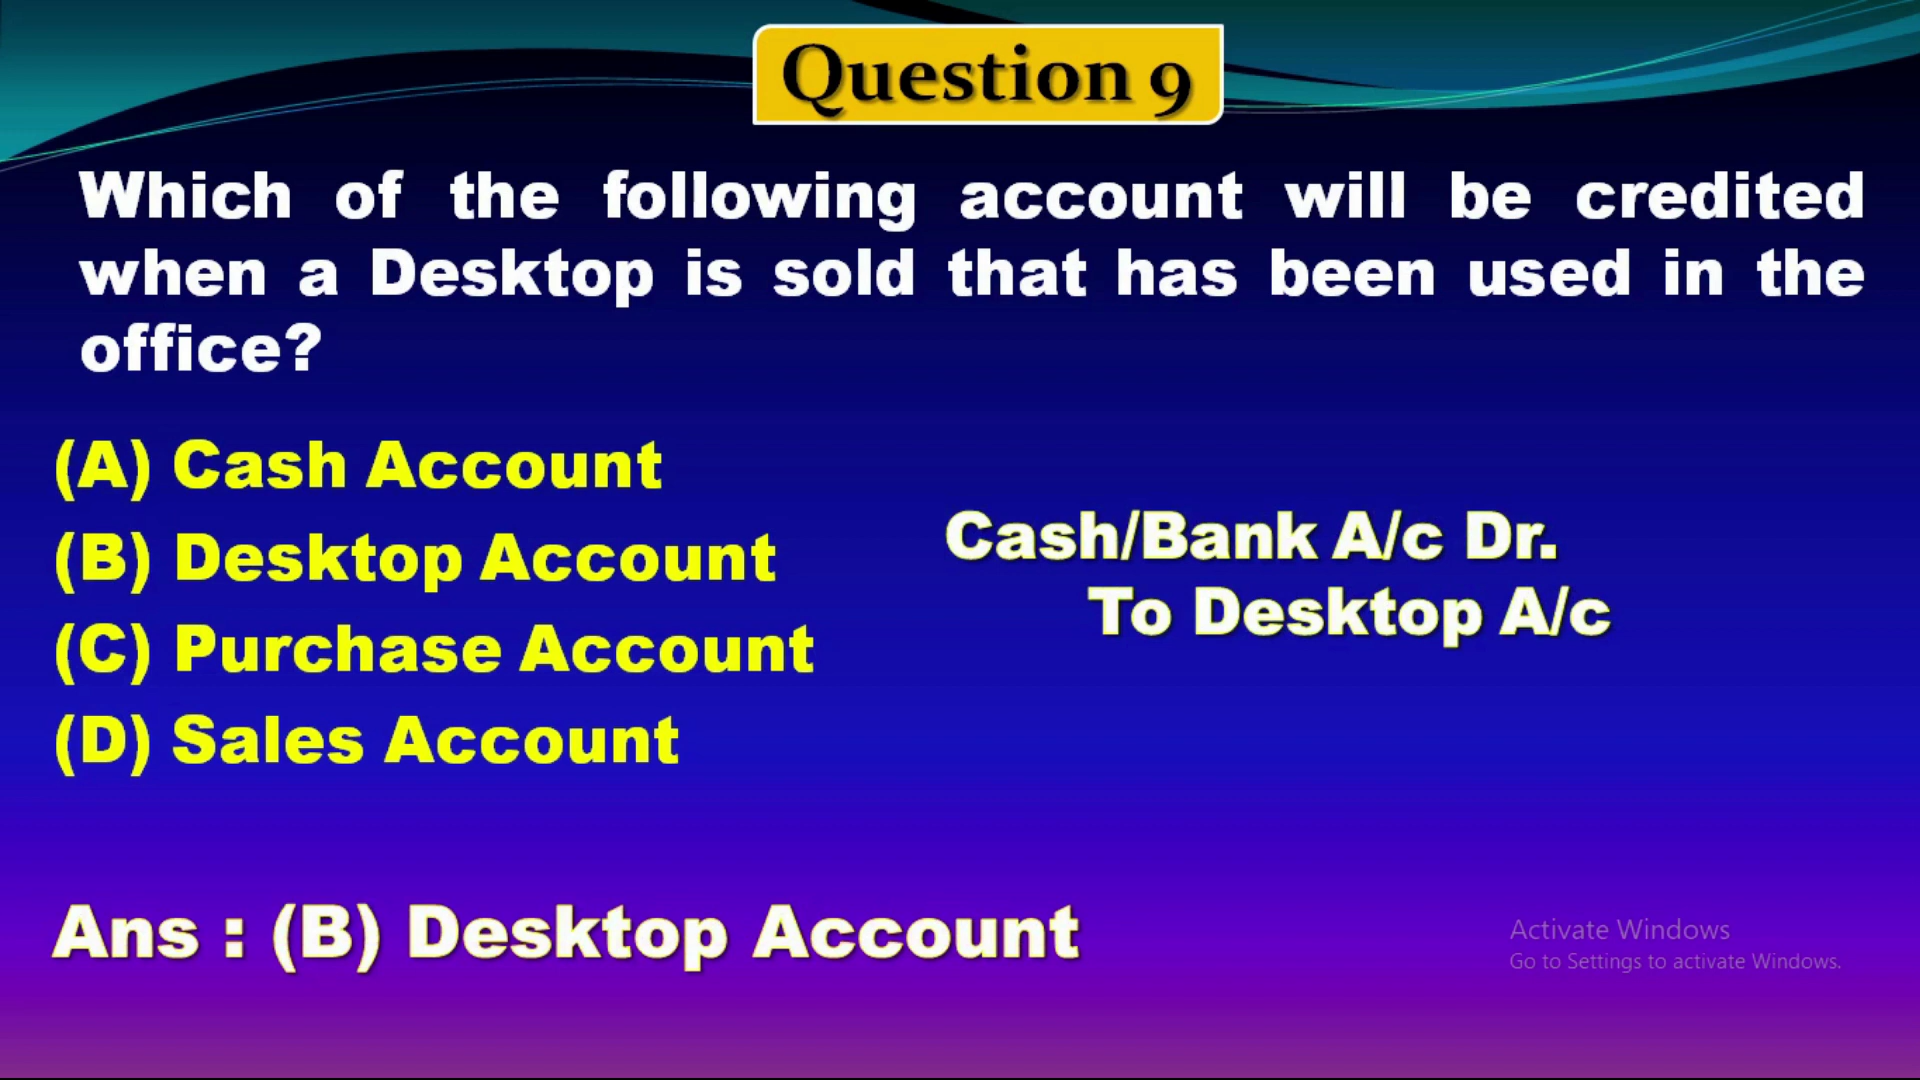 Question 9
Which of the following account will be credited
when a Desktop is sold that has been used in the
office?
(A) Cash Account
(B) Desktop Account
(C) Purchase Account
(D) Sales Account
Cash/Bank A/c Dr.
To Desktop A/c
Ans : (B) Desktop Account
Activate Windows
Go to Settings to activate Windows.